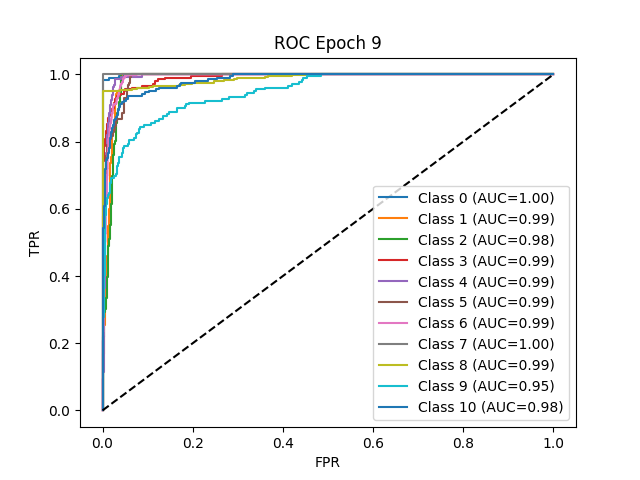 ROC Epoch 9
1.0
0.8
0.6
0.4
0.2
0.0
TPR
0.0 0.2 0.4 0.6 0.8 1.0
FPR
Class 0 (AUC=1.00)
Class 1 (AUC=0.99)
Class 2 (AUC=0.98)
Class 3 (AUC=0.99)
Class 4 (AUC=0.99)
Class 5 (AUC=0.99)
Class 6 (AUC=0.99)
Class 7 (AUC=1.00)
Class 8 (AUC=0.99)
Class 9 (AUC=0.95)
Class 10 (AUC=0.98)